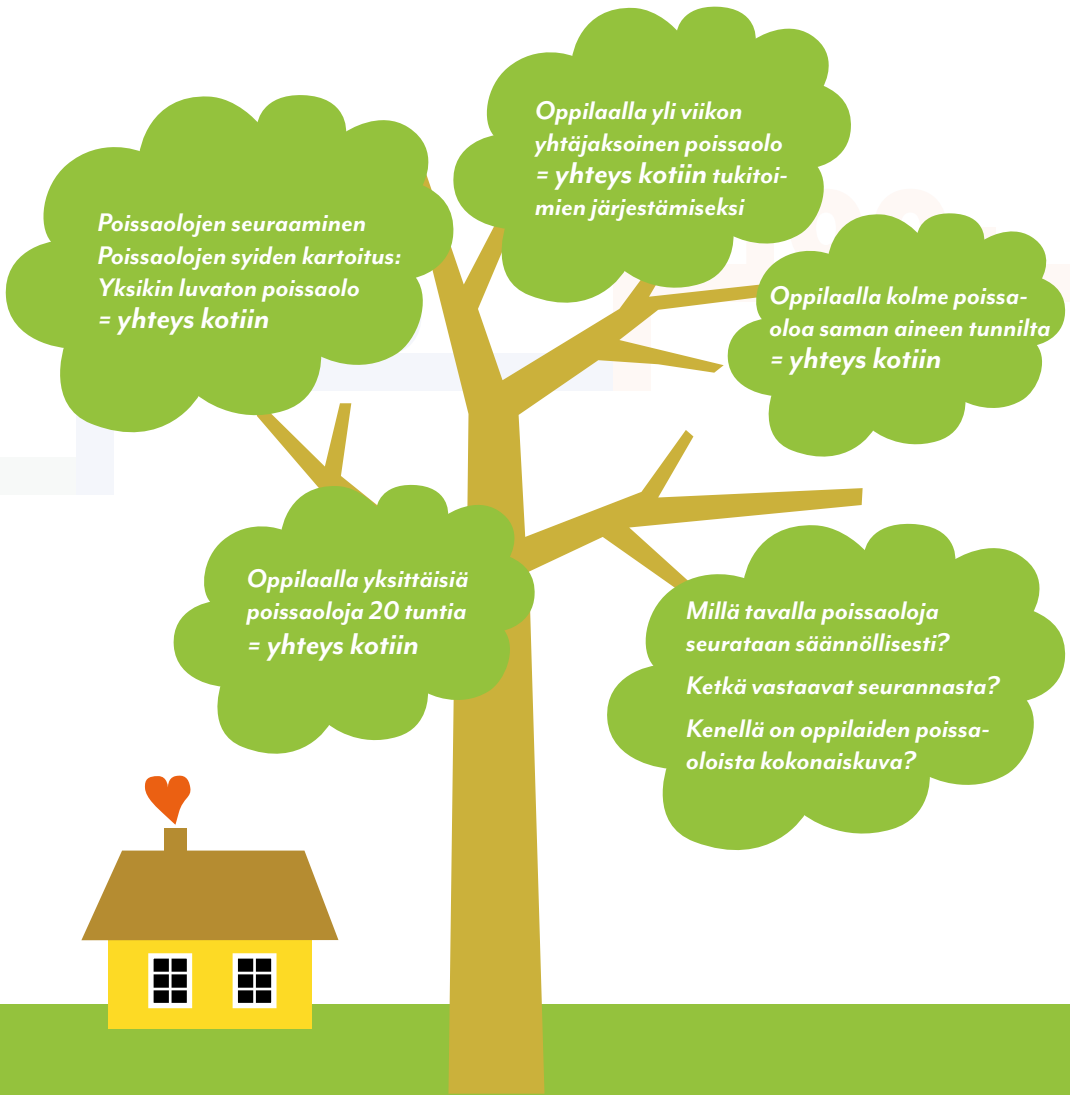 Oppilaalla yli viikon
yhtäjaksoinen poissaolo
= yhteys kotiin tukitoi-
mien järjestämiseksi
Poissaolojen seuraaminen
Poissaolojen syiden kartoitus:
Yksikin luvaton poissaolo
= yhteys kotiin
Oppilaalla kolme poissa-
oloa saman aineen tunnilta
= yhteys kotiin
Oppilaalla yksittäisiä
poissaoloja 20 tuntia
= yhteys kotiin
Millä tavalla poissaoloja
seurataan säännöllisesti?
Ketkä vastaavat seurannasta?
Kenellä on oppilaiden poissa-
oloista kokonaiskuva?